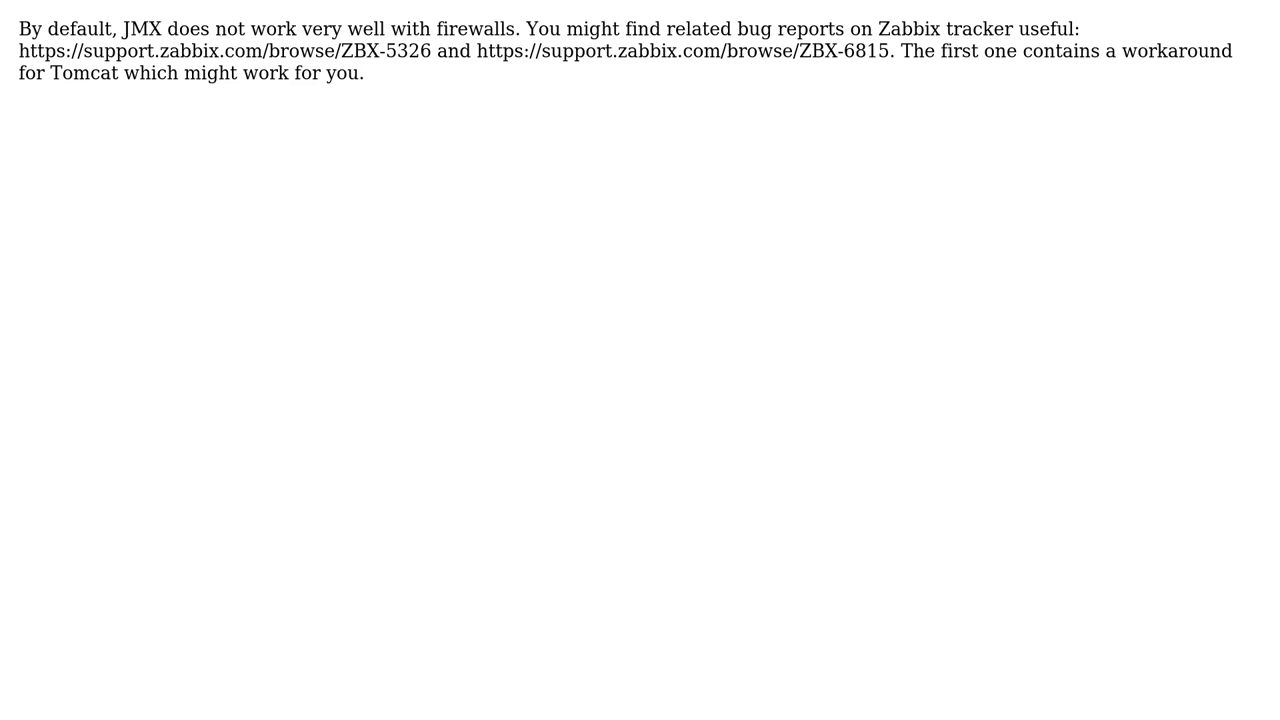 By default, JMX does not work very well with firewalls. You might find related bug reports on Zabbix tracker useful:
https://support.zabbix.com/browse/ZBX-5326 and https://support.zabbix.com/browse/ZBX-6815. The first one contains a workaround
for Tomcat which might work for you.